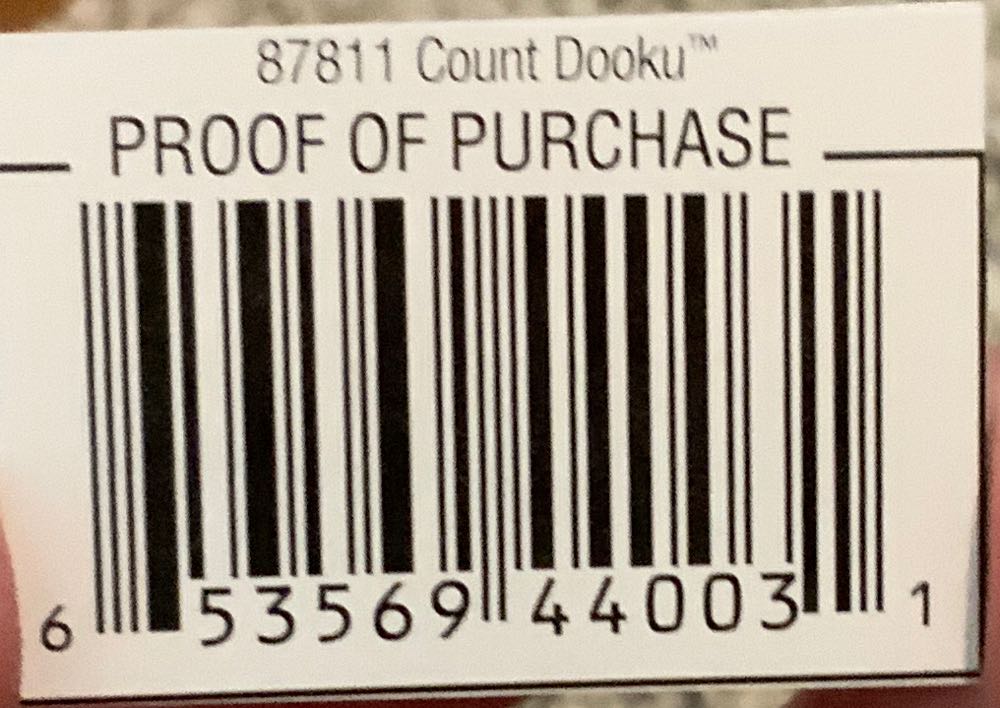 87811 Count Dooku™
PROOF OF PURCHASE
6 53569 44003 1